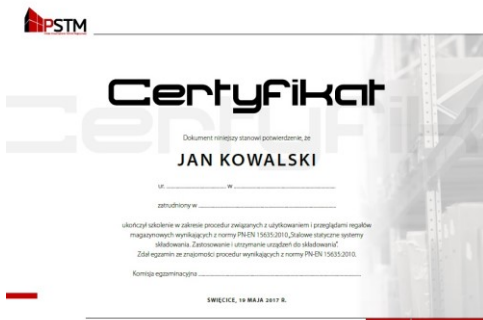 PSTM
Certyfikat
Dokument niniejszy stanowi potwierdzenie, że
JAN KOWALSKI
ur. .............................. w ..................................................
zatrudniony w ......................................................................
ukończył szkolenie w zakresie procedur związanych z użytkowaniem i przeglądami regałów
magazynowych wynikających z normy PN-EN 15635:2010 „Stalowe statyczne systemy
składowania. Zastosowanie i utrzymanie urządzeń do składowania”.
Zdał egzamin ze znajomości procedur wynikających z normy PN-EN 15635:2010.
Komisja egzaminacyjna ......................................................................
ŚWIĘCICE, 19 MAJA 2017 R.